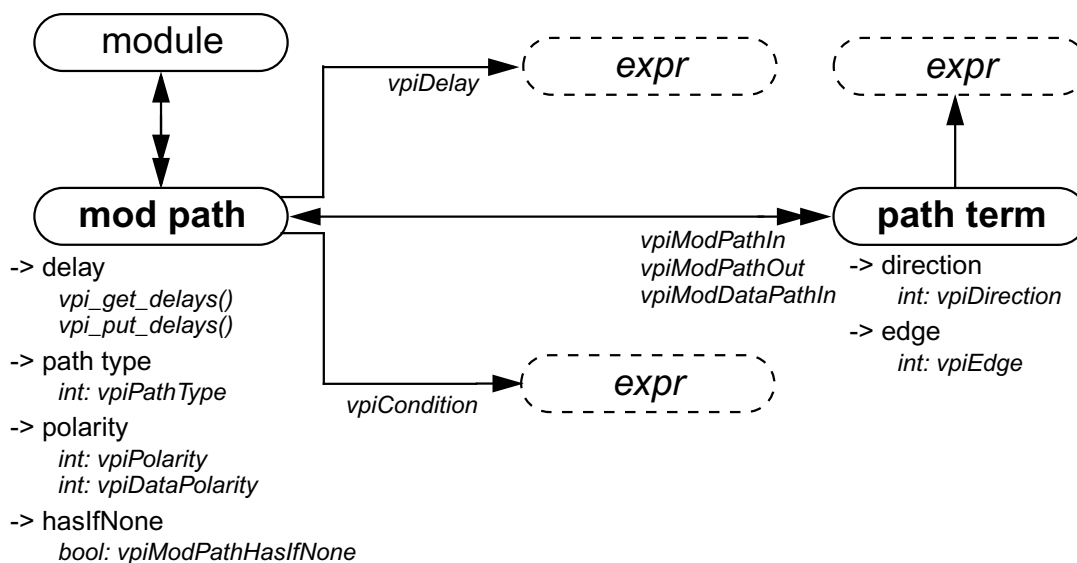 module
vpiDelay
expr
expr
mod path
vpiModPathIn
vpiModPathOut
vpiModDataPathIn
path term
-> delay
vpi_get_delays()
vpi_put_delays()
-> path type
int: vpiPathType
-> polarity
int: vpiPolarity
int: vpiDataPolarity
-> hasIfNone
bool: vpiModPathHasIfNone
vpiCondition
expr
-> direction
int: vpiDirection
-> edge
int: vpiEdge